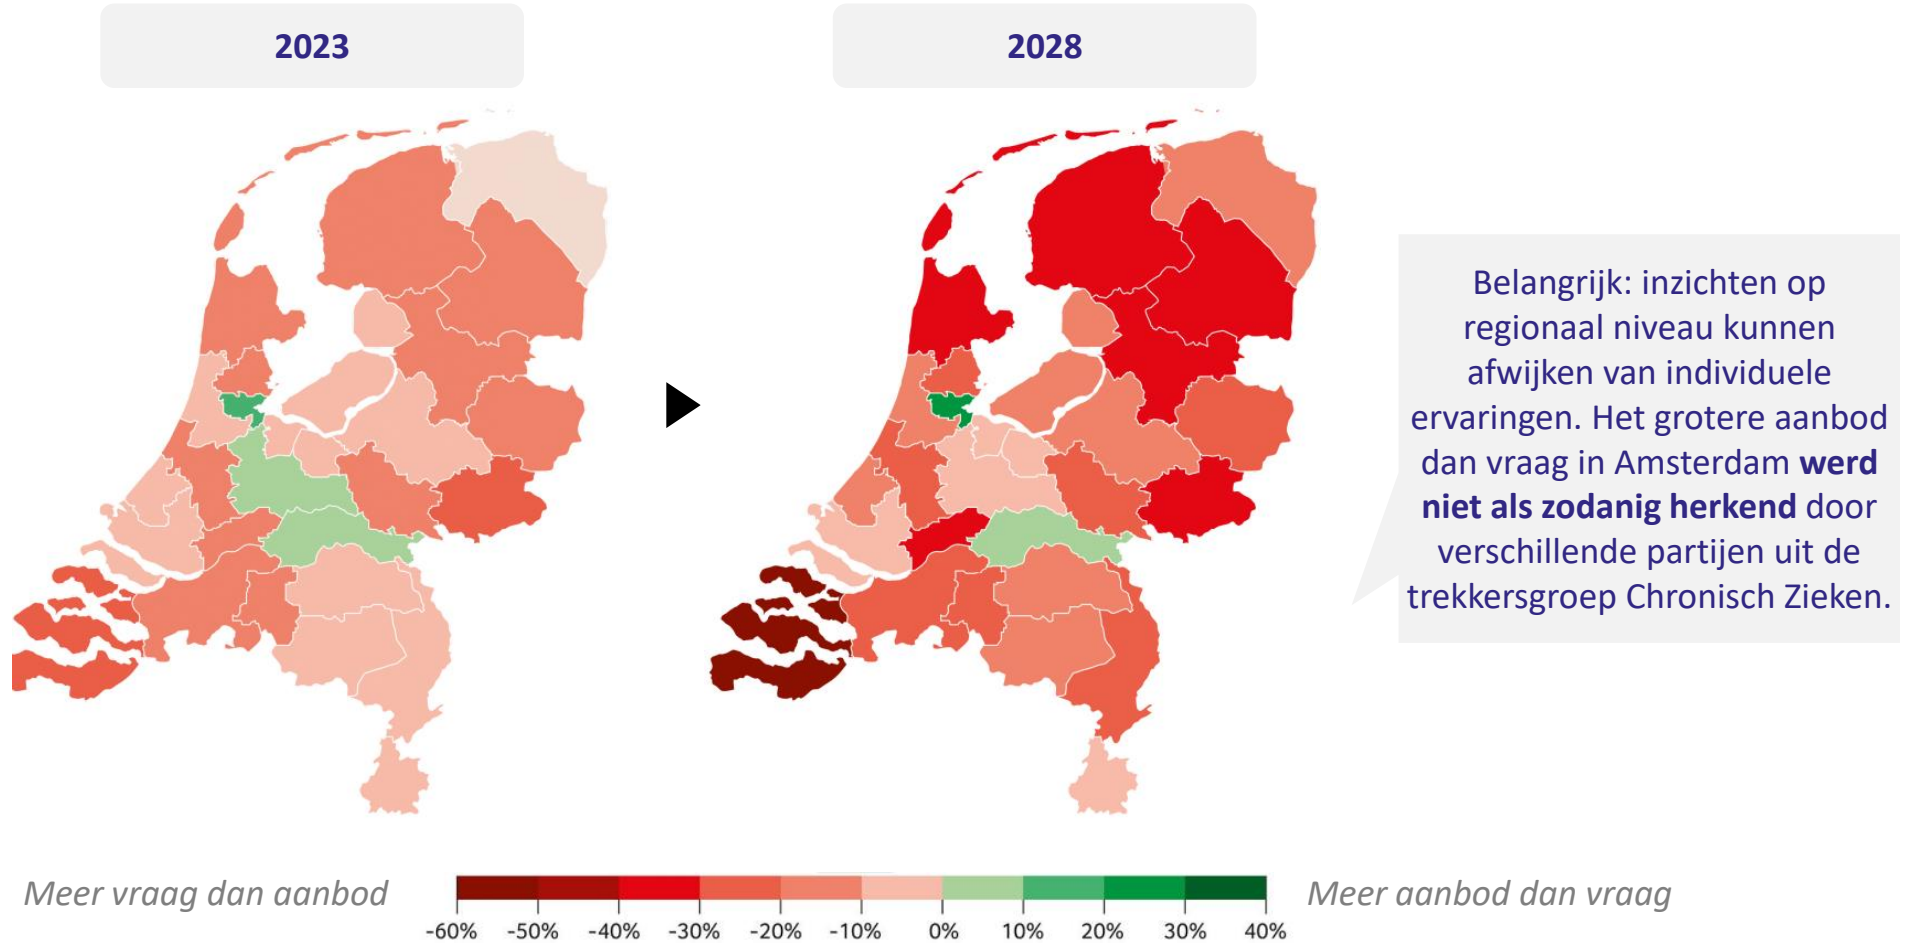 2023
2028
Belangrijk: inzichten op
regionaal niveau kunnen
afwijken van individuele
ervaringen. Het grotere aanbod
dan vraag in Amsterdam werd
niet als zodanig herkend door
verschillende partijen uit de
trekkersgroep Chronisch Zieken.
Meer vraag dan aanbod
Meer aanbod dan vraag
-60% -50% -40% -30% -20% -10% 0% 10% 20% 30% 40%